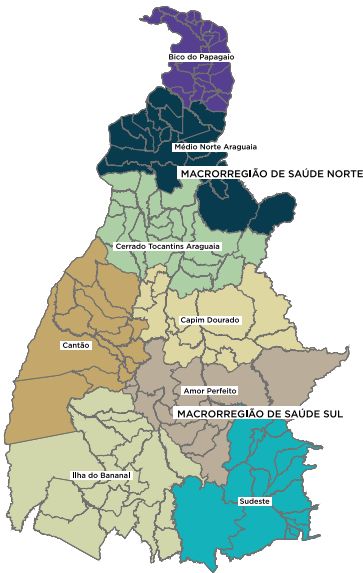 Bico do Papagaio
Médio Norte Araguaia
MACRORREGIÃO DE SAÚDE NORTE
Cerrado Tocantins Araguaia
Capim Dourado
Cantão
Amor Perfeito
MACRORREGIÃO DE SAÚDE SUL
Ilha do Bananal
Sudeste